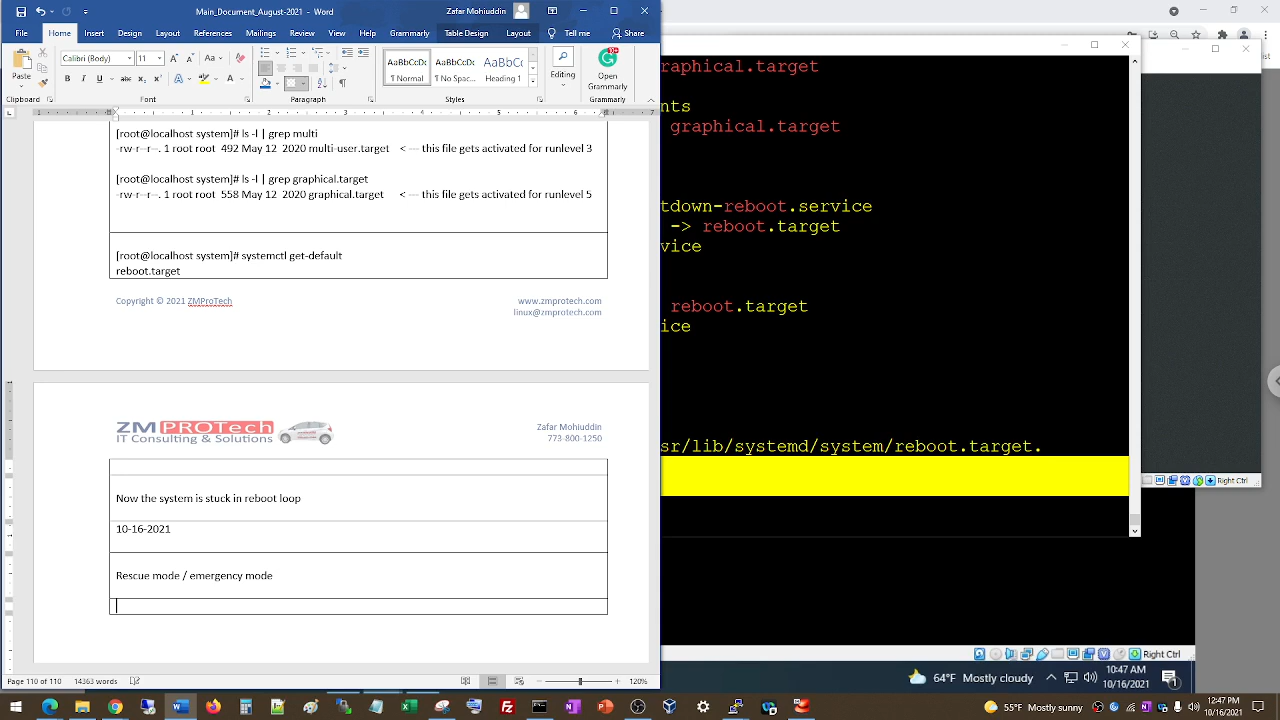 ZM_Document_August-2021 - Word
Zafar Mohiuddin
File Home Insert Draw Design Layout References Mailings Review View Help Grammarly Table Design Layout Tell me Share
Paste
Calibri (Body) 11
AaBbCcDc AaBbCcDc AaBbC
1 Normal 1 No Spac... Heading 1
Editing
Open Grammarly
Clipboard Font Paragraph Styles Grammarly
[root@localhost system]# ls -l | grep multi
-rw-r--r--. 1 root root 492 May 12 2020 multi-user.target < --- this file gets activated for runlevel 3
[root@localhost system]# ls -l | grep graphical.target
-rw-r--r--. 1 root root 558 May 12 2020 graphical.target < --- this file gets activated for runlevel 5
[root@localhost system]# systemctl get-default
reboot.target
Copyright © 2021 ZMProTech
www.zmprotech.com
linux@zmprotech.com
ZM PROTech
IT Consulting & Solutions
Zafar Mohiuddin
773-800-1250
Now the system is stuck in reboot loop
10-16-2021
Rescue mode / emergency mode
Page 110 of 110 14363 words
120%
raphical.target
nts
graphical.target
tdown-reboot.service
-> reboot.target
vice
reboot.target
ice
sr/lib/systemd/system/reboot.target.
Right Ctrl
Right Ctrl
64°F Mostly cloudy
10:47 AM
10/16/2021
12:47 PM
10/16/2021